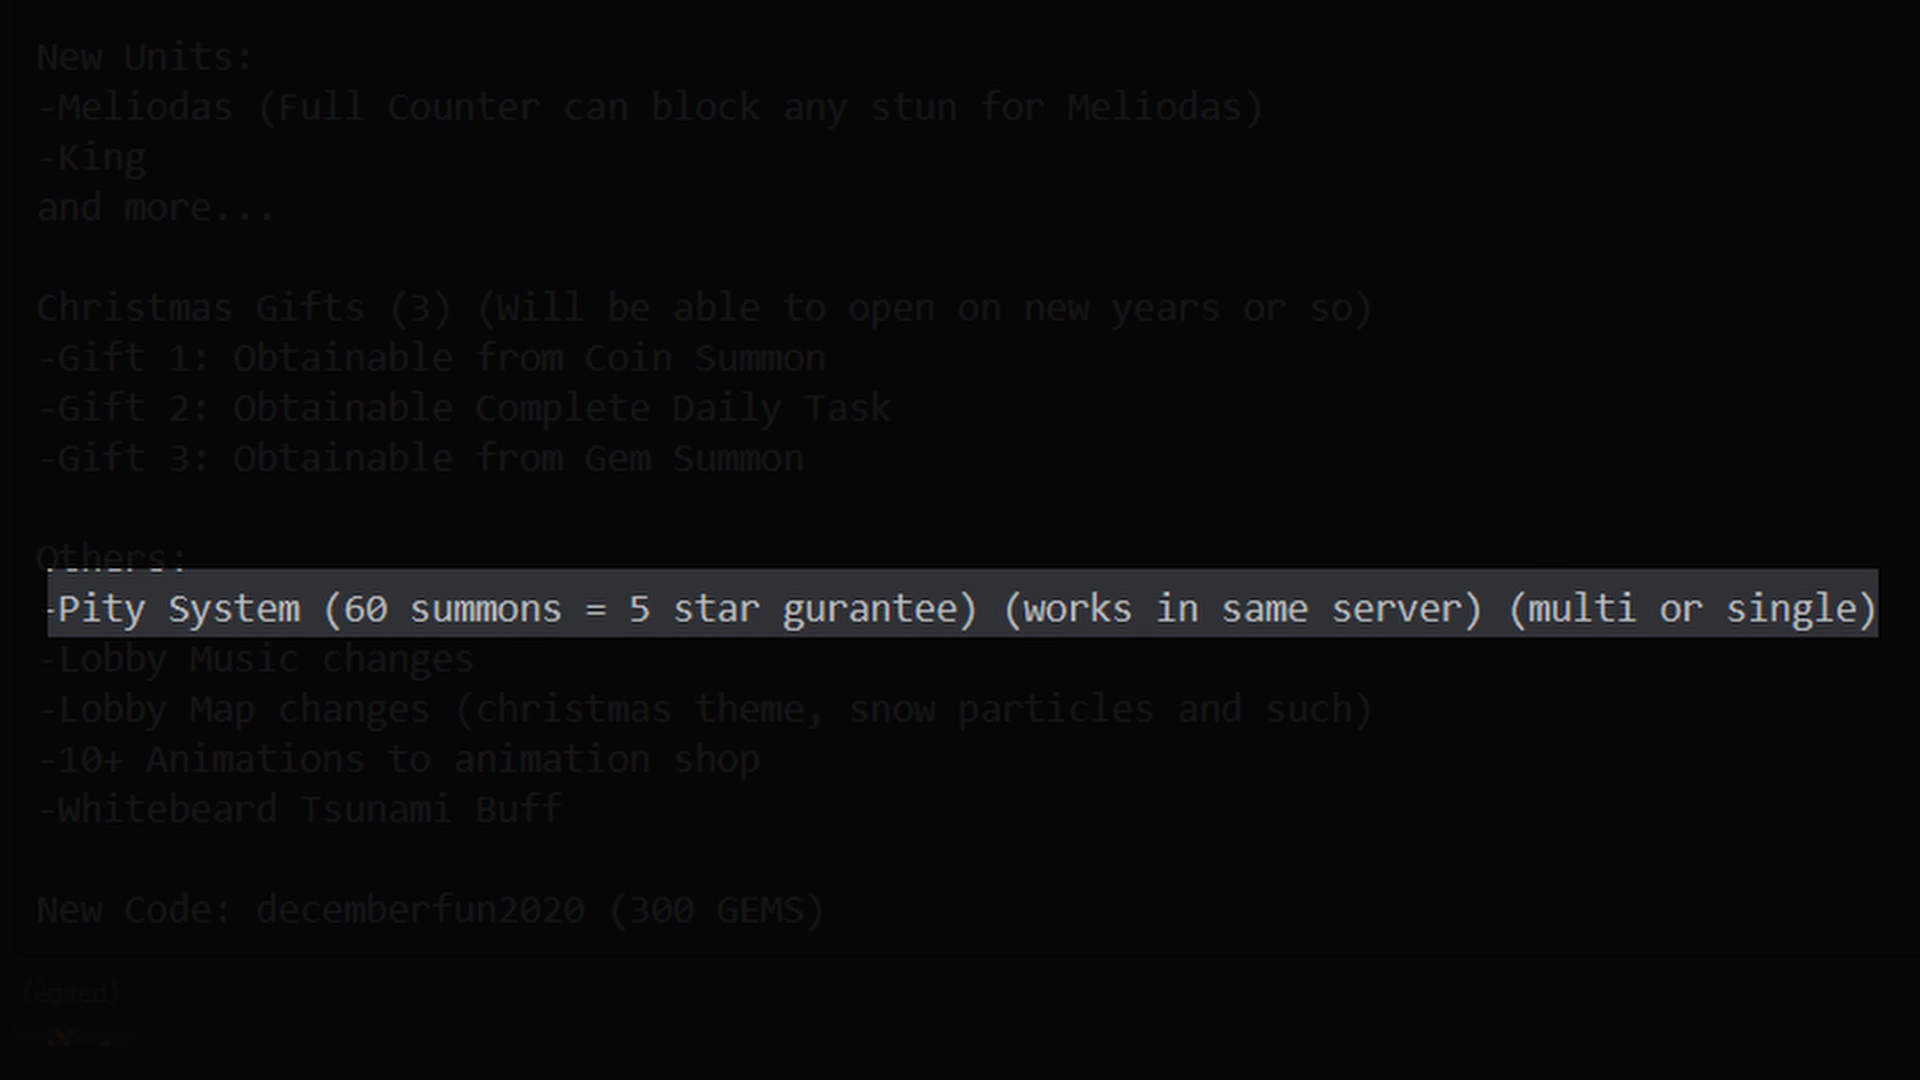 New Units:
-Meliodas (Full Counter can block any stun for Meliodas)
-King
and more...
Christmas Gifts (3) (Will be able to open on new years or so)
-Gift 1: Obtainable from Coin Summon
-Gift 2: Obtainable Complete Daily Task
-Gift 3: Obtainable from Gem Summon
Others:
-Pity System (60 summons = 5 star gurantee) (works in same server) (multi or single)
-Lobby Music changes
-Lobby Map changes (christmas theme, snow particles and such)
-10+ Animations to animation shop
-Whitebeard Tsunami Buff
New Code: decemberfun2020 (300 GEMS)
(edited)